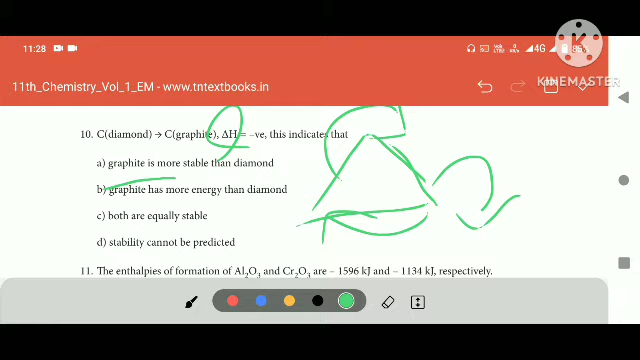 11:28 4G 85%
11th_Chemistry_Vol_1_EM - www.tntextbooks.in
KINEMASTER
10. C(diamond) → C(graphite), ΔH = –ve, this indicates that
a) graphite is more stable than diamond
b) graphite has more energy than diamond
c) both are equally stable
d) stability cannot be predicted
11. The enthalpies of formation of Al₂O₃ and Cr₂O₃ are – 1596 kJ and – 1134 kJ, respectively.